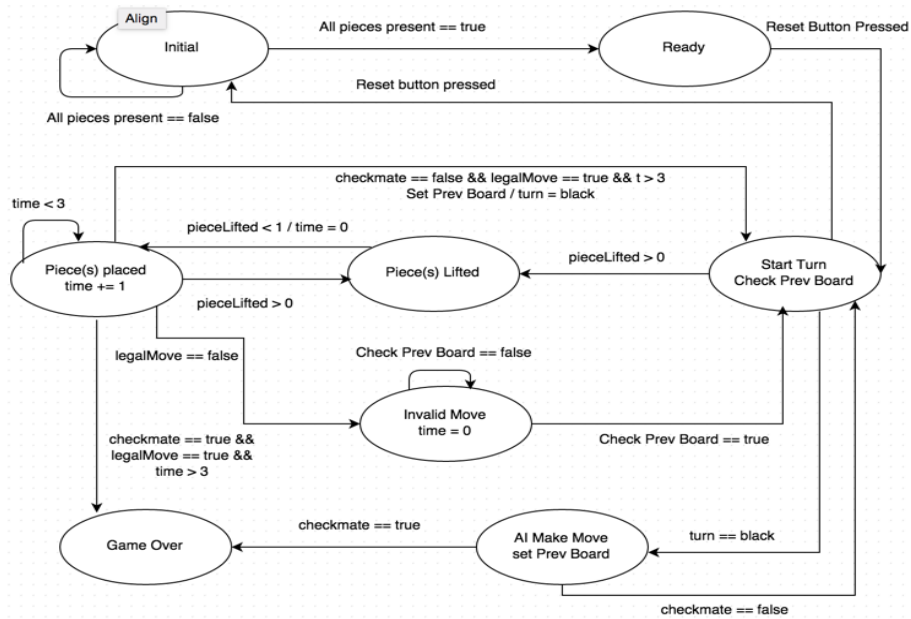 Align
Initial
All pieces present == true
Ready
Reset Button Pressed
Reset button pressed
All pieces present == false
checkmate == false && legalMove == true && t > 3
Set Prev Board / turn = black
time < 3
pieceLifted < 1 / time = 0
Piece(s) placed
time += 1
Piece(s) Lifted
pieceLifted > 0
Start Turn
Check Prev Board
pieceLifted > 0
legalMove == false
Check Prev Board == false
Invalid Move
time = 0
checkmate == true &&
legalMove == true &&
time > 3
Check Prev Board == true
Game Over
checkmate == true
AI Make Move
set Prev Board
turn == black
checkmate == false